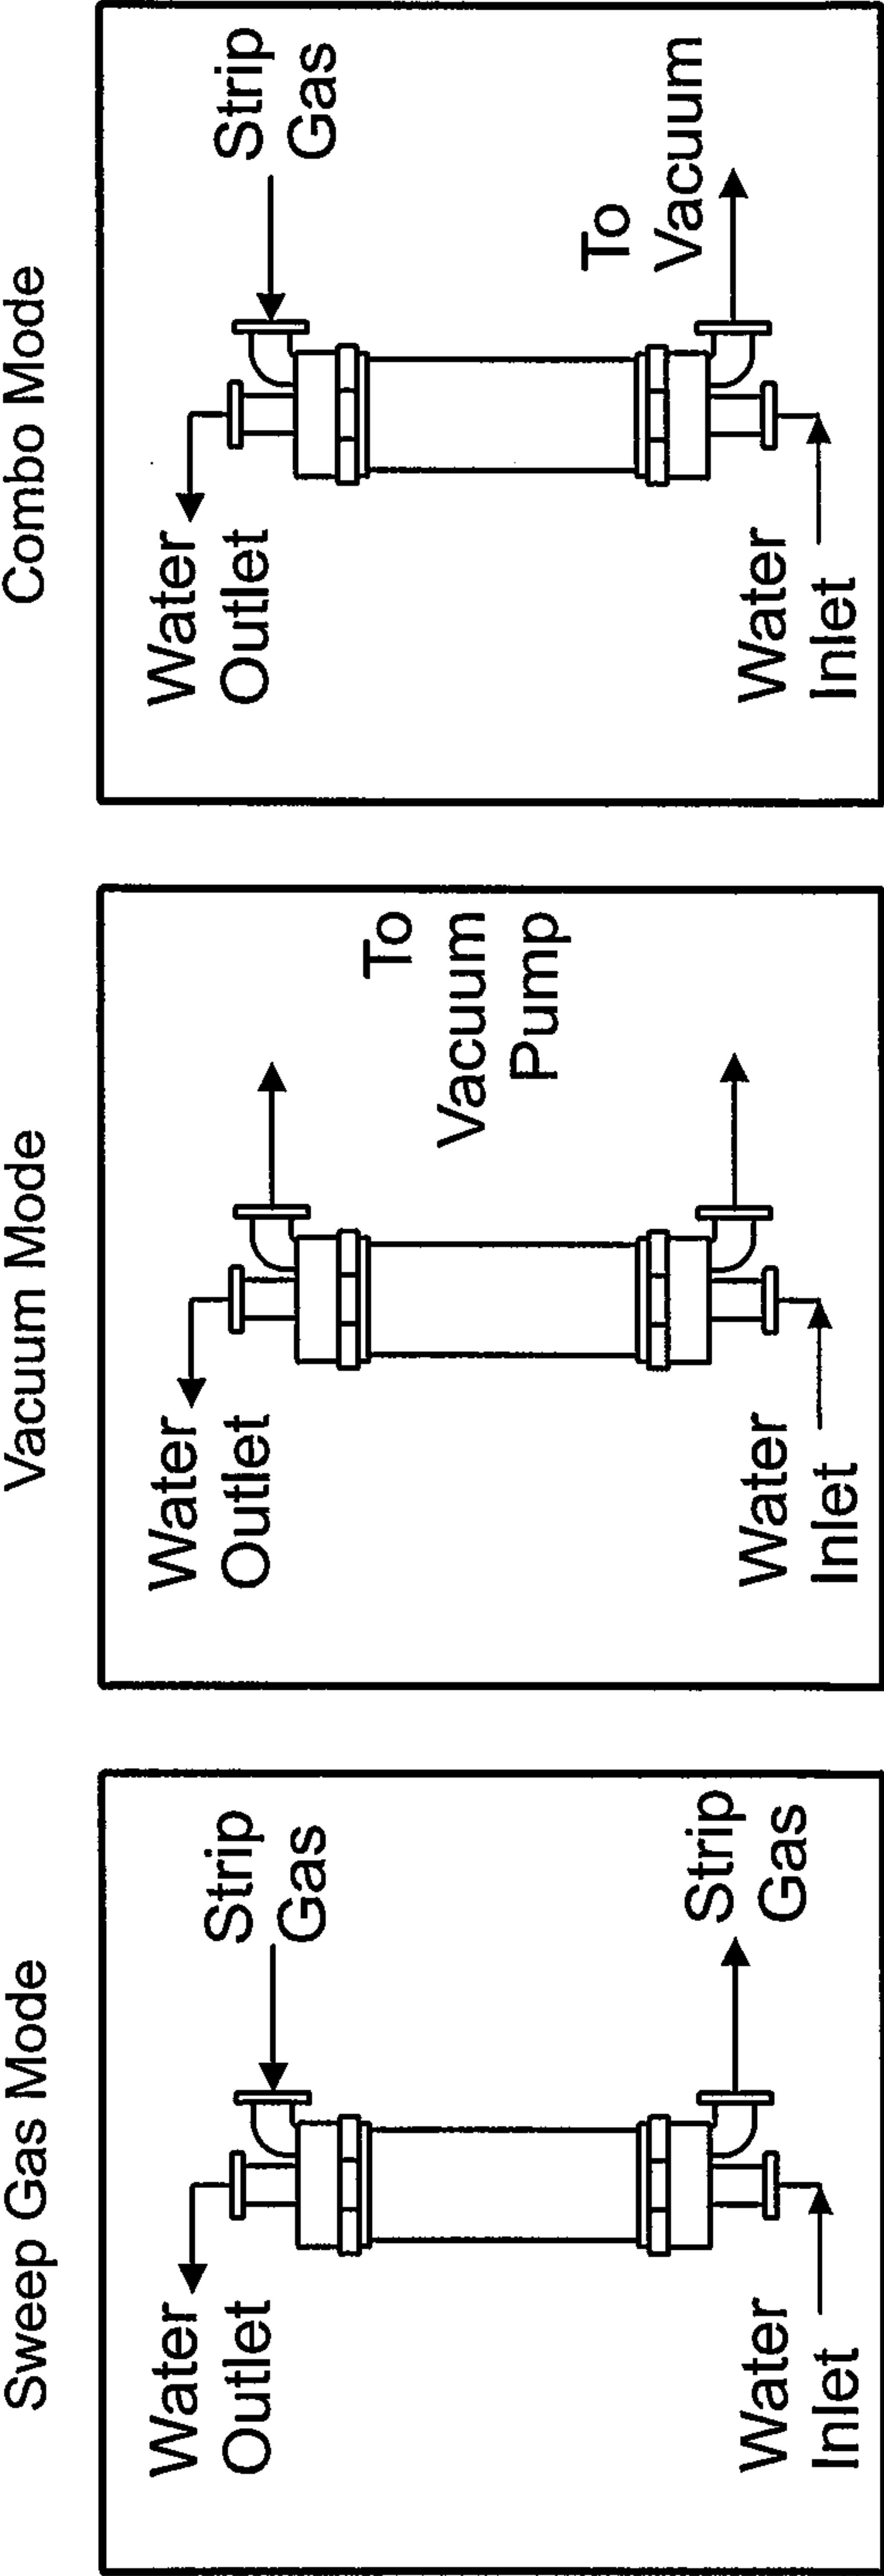 Sweep Gas Mode
Water
Outlet
Strip
Gas
Water
Inlet
Strip
Gas
Vacuum Mode
Water
Outlet
To
Vacuum
Pump
Water
Inlet
Combo Mode
Water
Outlet
Strip
Gas
To
Vacuum
Water
Inlet